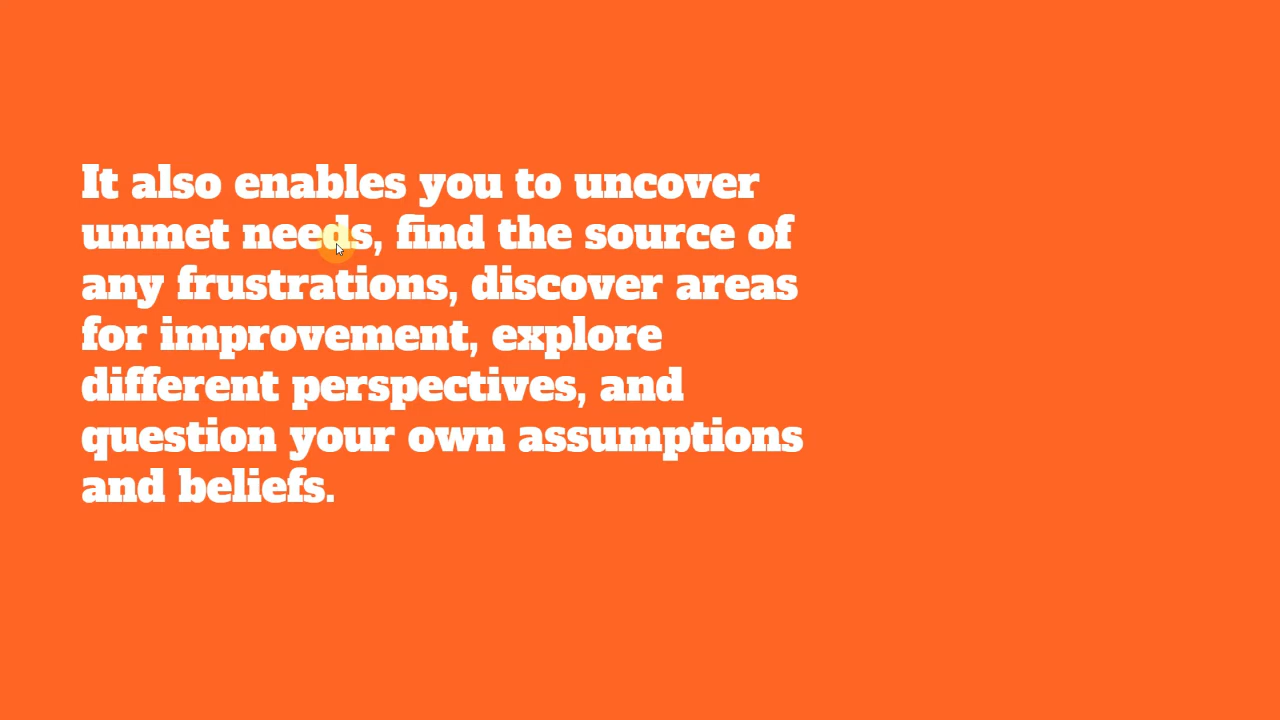 It also enables you to uncover
unmet needs, find the source of
any frustrations, discover areas
for improvement, explore
different perspectives, and
question your own assumptions
and beliefs.